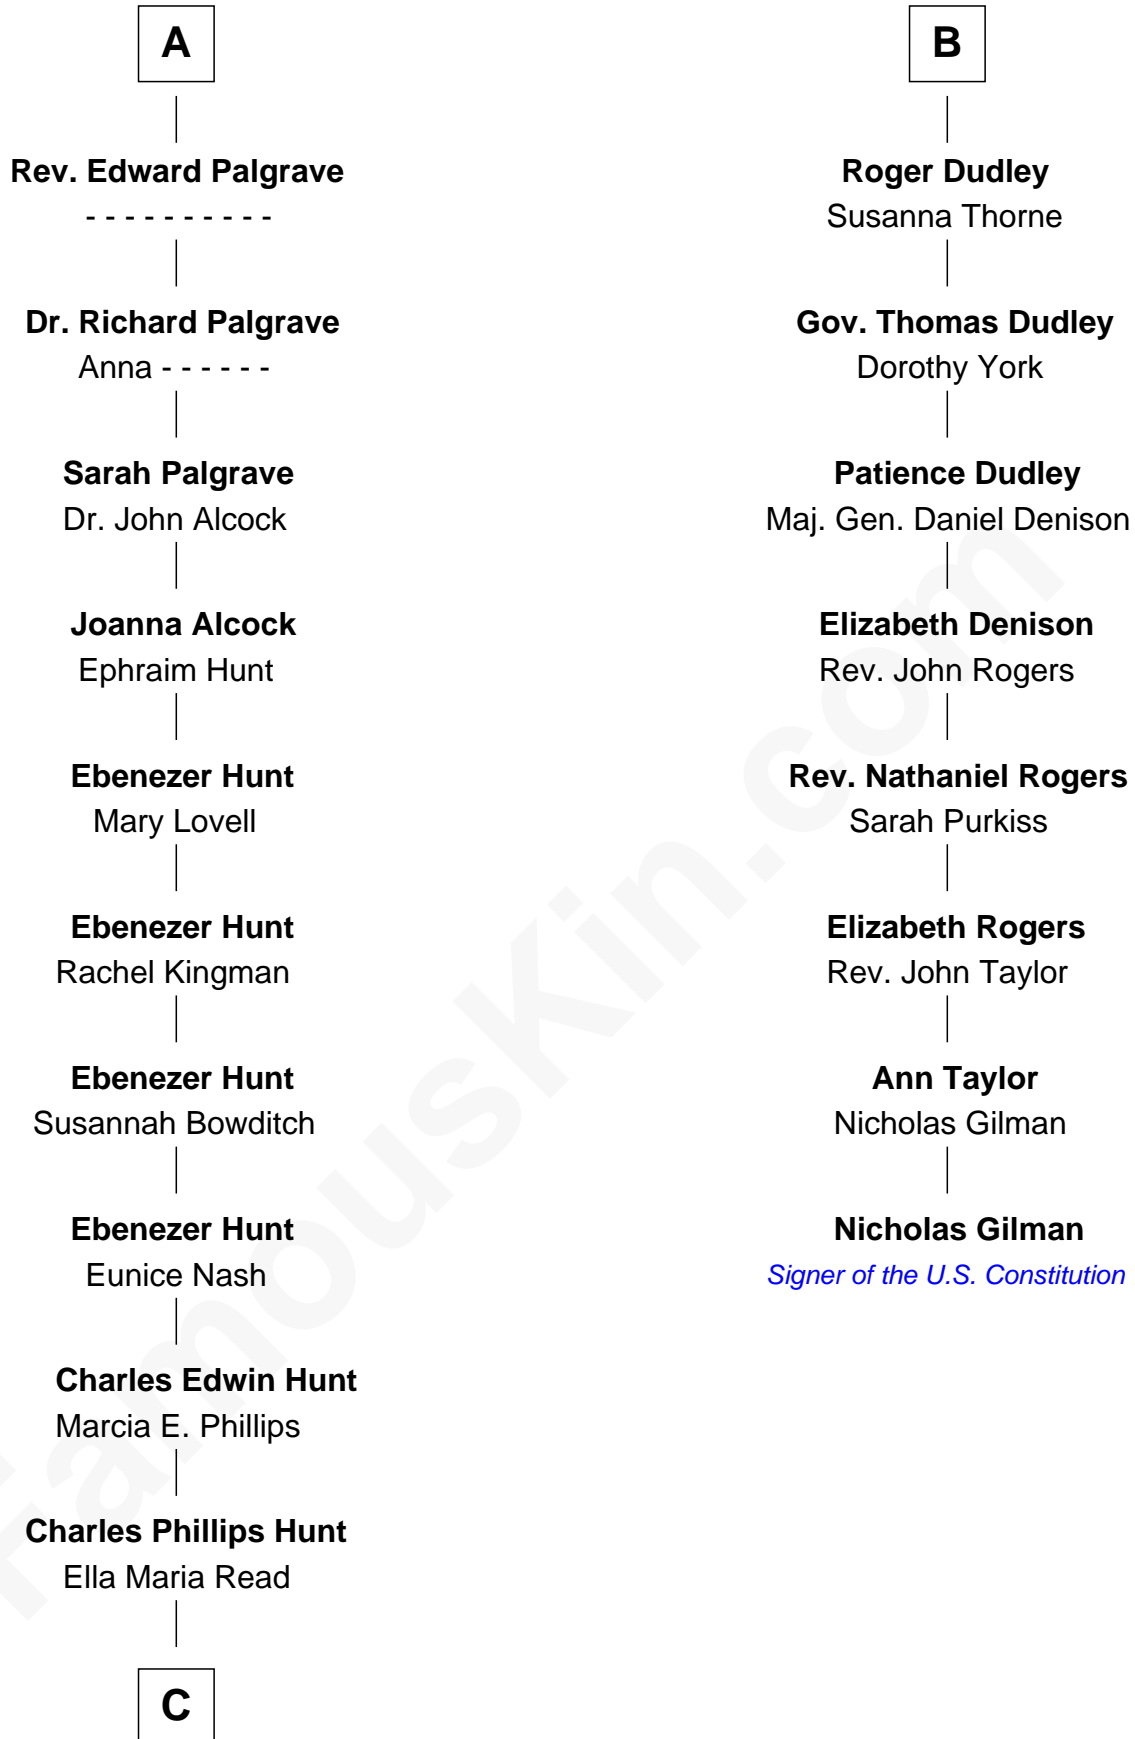 A
Rev. Edward Palgrave
- - - - - - - - - -
Dr. Richard Palgrave
Anna - - - - - -
Sarah Palgrave
Dr. John Alcock
Joanna Alcock
Ephraim Hunt
Ebenezer Hunt
Mary Lovell
Ebenezer Hunt
Rachel Kingman
Ebenezer Hunt
Susannah Bowditch
Ebenezer Hunt
Eunice Nash
Charles Edwin Hunt
Marcia E. Phillips
Charles Phillips Hunt
Ella Maria Read
C
B
Roger Dudley
Susanna Thorne
Gov. Thomas Dudley
Dorothy York
Patience Dudley
Maj. Gen. Daniel Denison
Elizabeth Denison
Rev. John Rogers
Rev. Nathaniel Rogers
Sarah Purkiss
Elizabeth Rogers
Rev. John Taylor
Ann Taylor
Nicholas Gilman
Nicholas Gilman
Signer of the U.S. Constitution
FamousKin.com